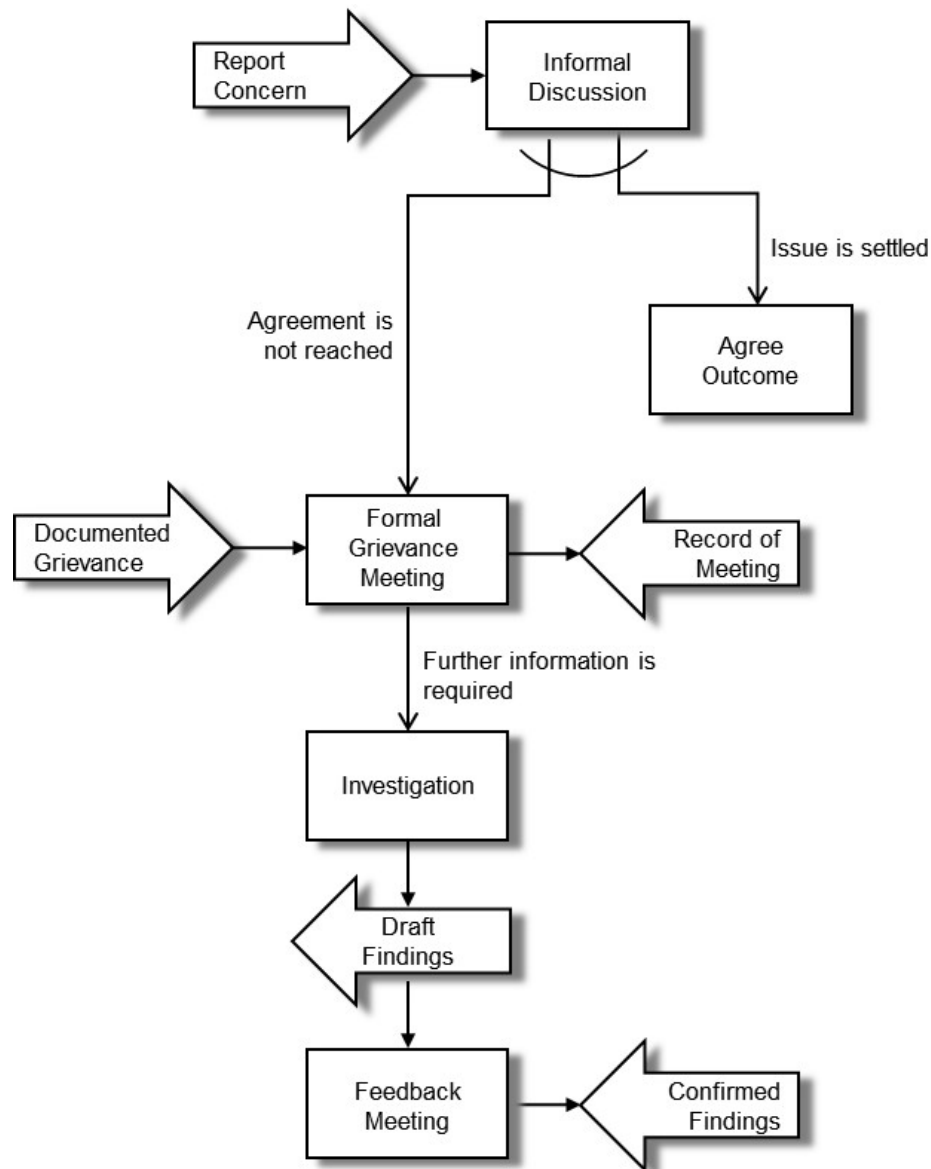 Report
Concern
Informal
Discussion
Issue is settled
Agreement is
not reached
Agree
Outcome
Documented
Grievance
Formal
Grievance
Meeting
Record of
Meeting
Further information is
required
Investigation
Draft
Findings
Feedback
Meeting
Confirmed
Findings